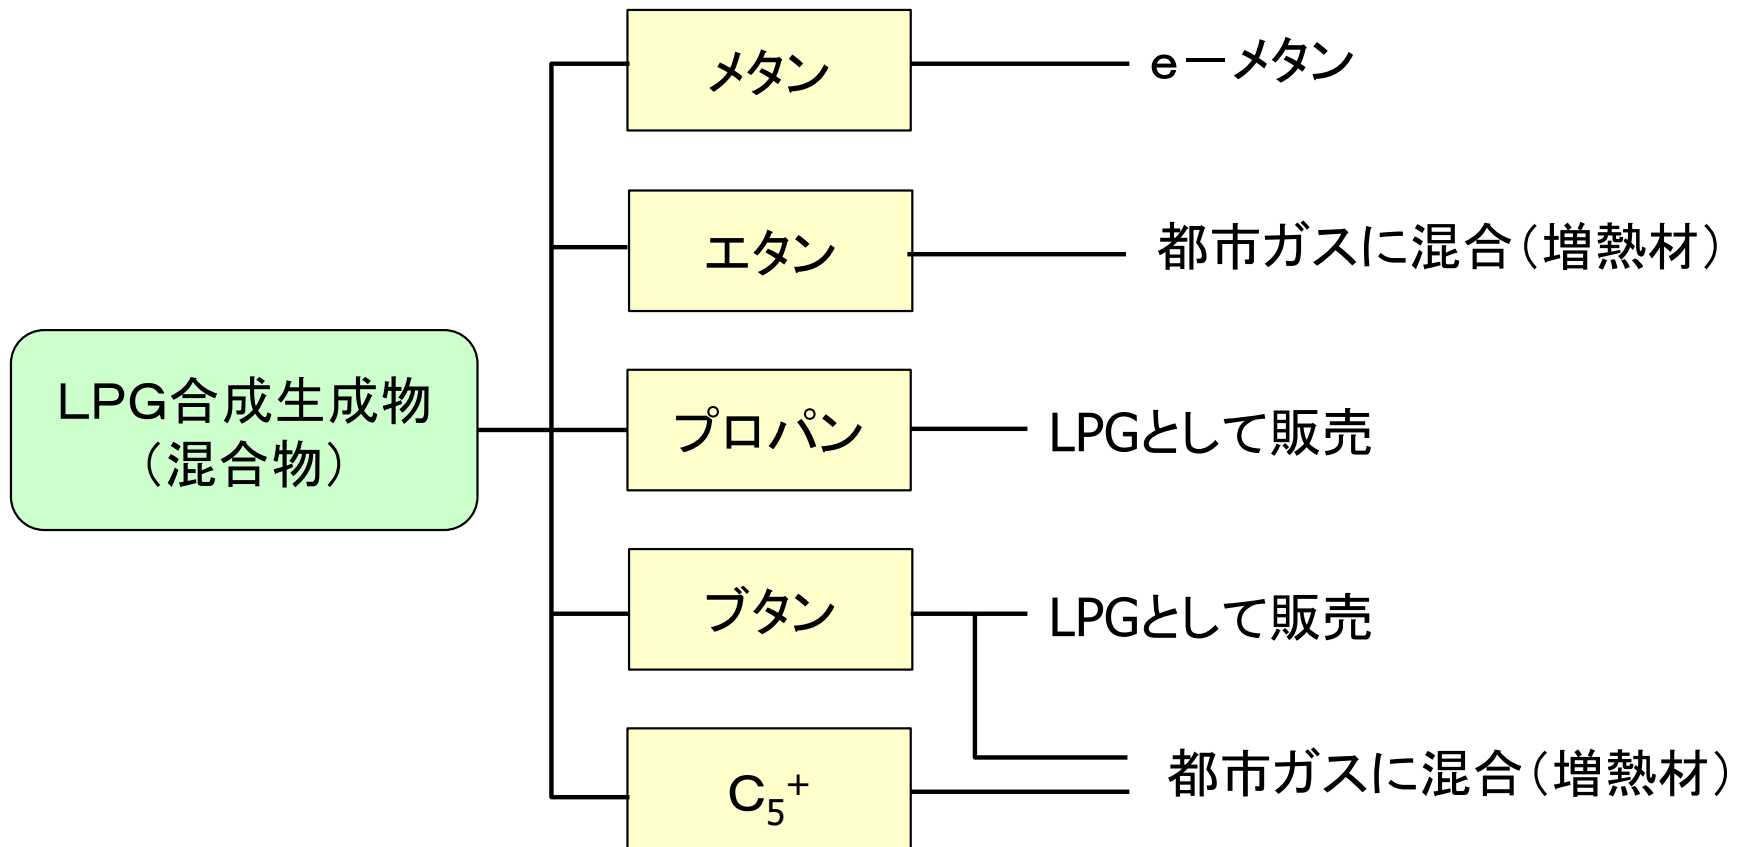 メタン
e－メタン
エタン
都市ガスに混合（増熱材）
LPG合成生成物
（混合物）
プロパン
LPGとして販売
ブタン
LPGとして販売
C₅⁺
都市ガスに混合（増熱材）